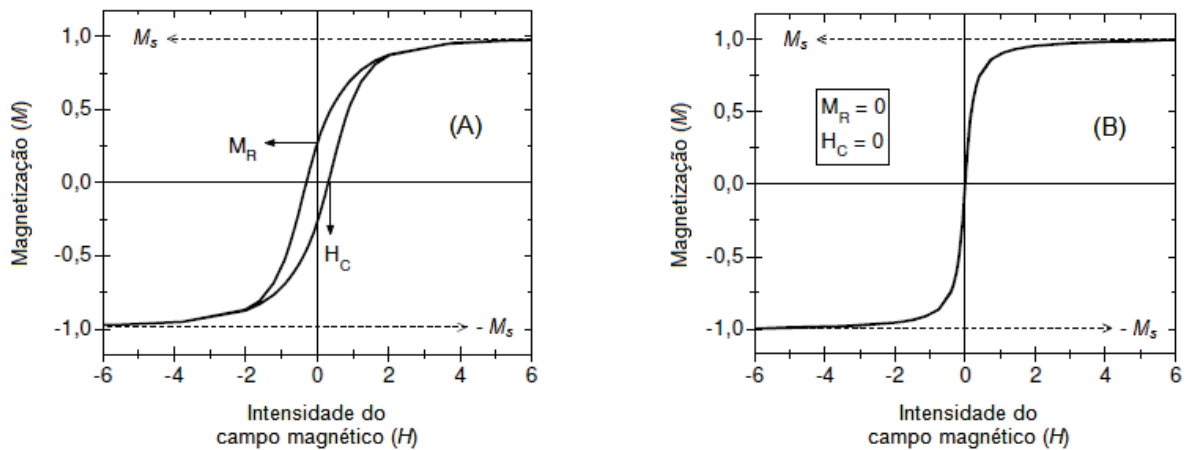 M_s
1,0
0,5
0,0
-0,5
-1,0
Magnetização (M)
(A)
M_R
H_C
- M_s
-6 -4 -2 0 2 4 6
Intensidade do
campo magnético (H)
M_s
1,0
0,5
0,0
-0,5
-1,0
Magnetização (M)
M_R = 0
H_C = 0
(B)
- M_s
-6 -4 -2 0 2 4 6
Intensidade do
campo magnético (H)